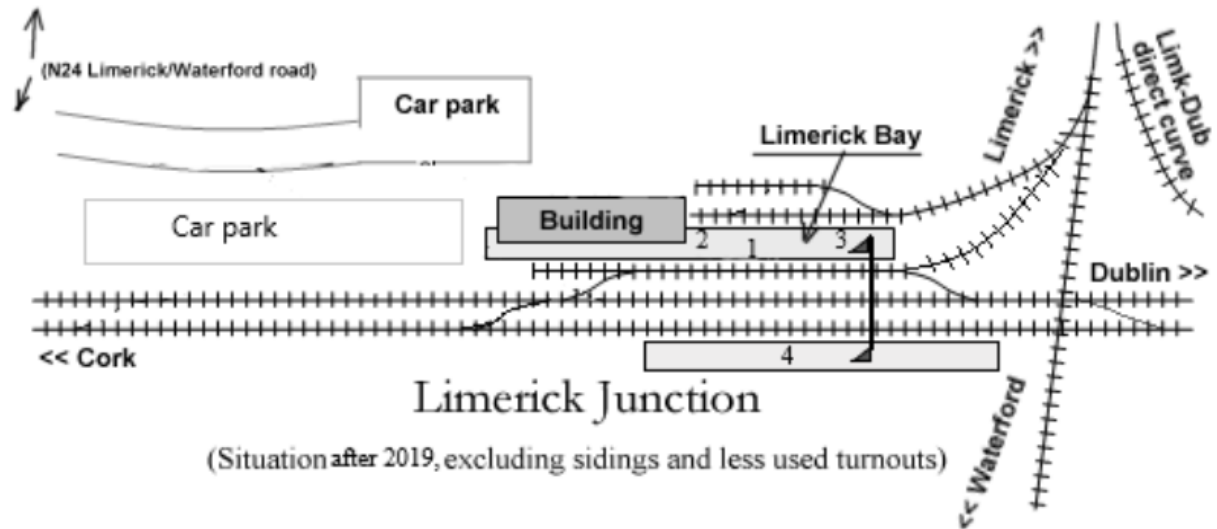 (N24 Limerick/Waterford road)
Car park
Limerick >>
Limk-Dub
direct curve
Limerick Bay
Car park
Building
2
1
3
Dublin >>
<< Cork
4
Limerick Junction
<< Waterford
(Situation after 2019, excluding sidings and less used turnouts)